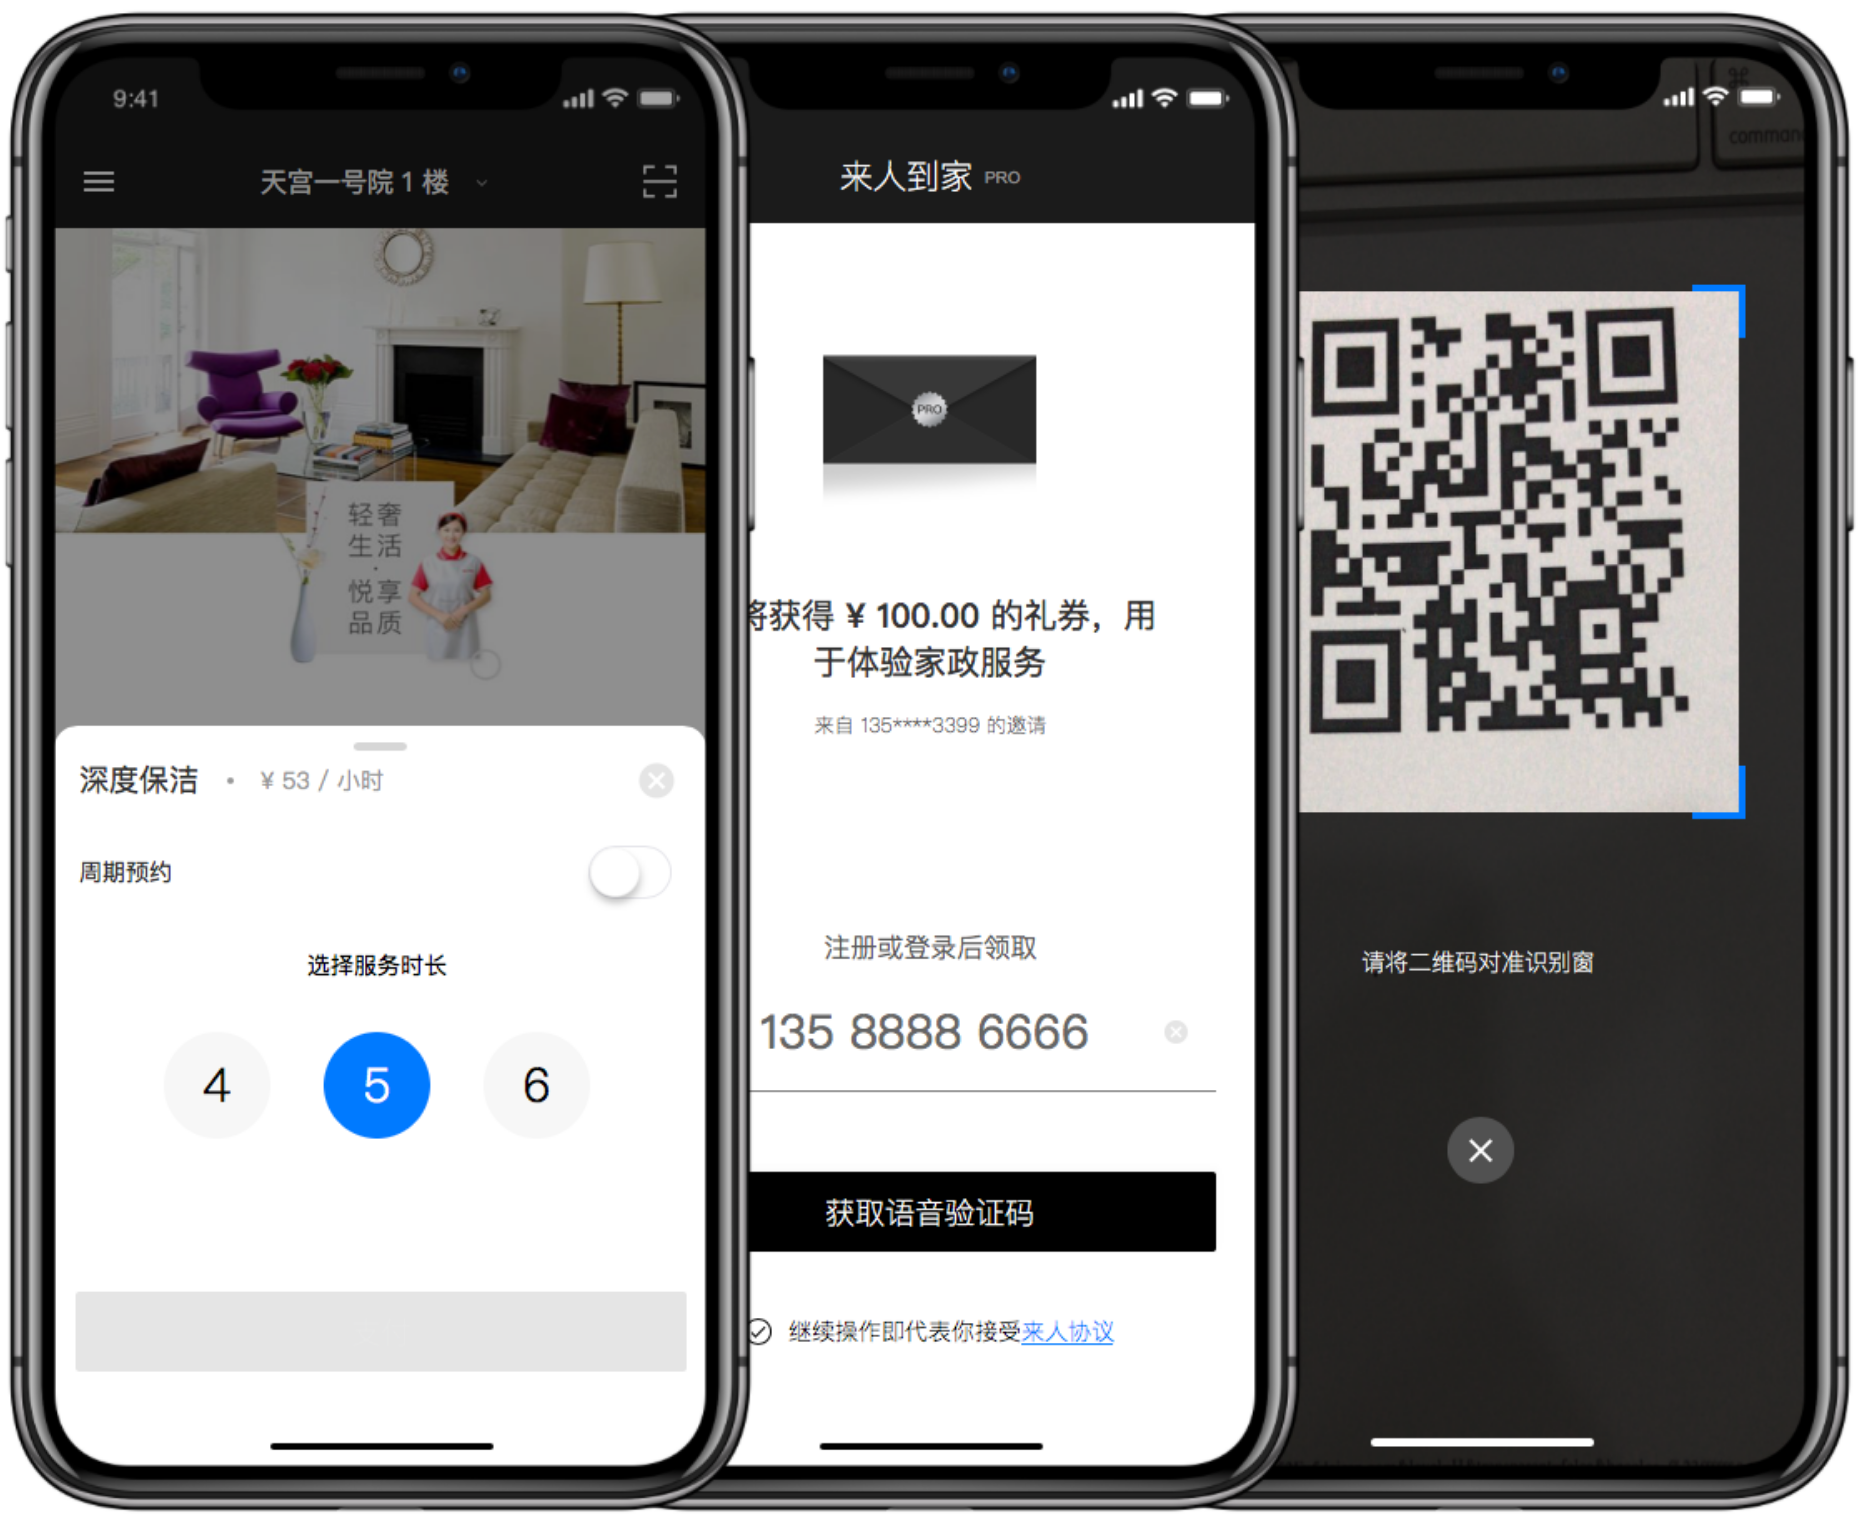 9:41
天宫一号院 1 楼
轻奢
生活
·
悦享
品质
深度保洁 · ¥ 53 / 小时
周期预约
选择服务时长
4 5 6
来人到家 PRO
PRO
将获得 ¥ 100.00 的礼券，用
于体验家政服务
来自 135****3399 的邀请
注册或登录后领取
135 8888 6666
获取语音验证码
继续操作即代表你接受来人协议
⌘
command
请将二维码对准识别窗